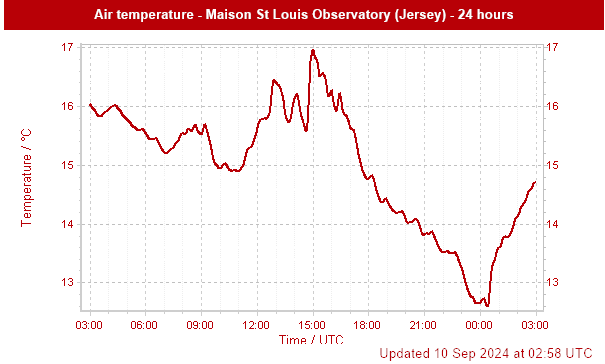 Air temperature - Maison St Louis Observatory (Jersey) - 24 hours
17 17
16 16
15 15
14 14
13 13
Temperature / °C
03:00 06:00 09:00 12:00 15:00 18:00 21:00 00:00 03:00
Time / UTC
Updated 10 Sep 2024 at 02:58 UTC